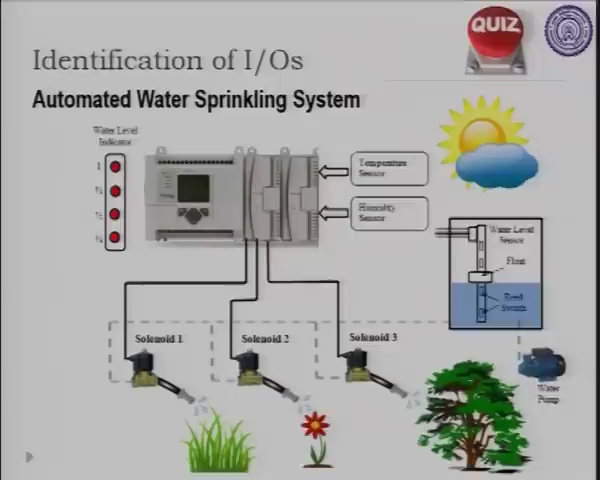 QUIZ
Identification of I/Os
Automated Water Sprinkling System
Water Level
Indicator
1
¾
½
¼
Temperature
Sensor
Humidity
Sensor
Water Level
Sensor
Float
Reed
Switch
Solenoid 1
Solenoid 2
Solenoid 3
Water
Pump